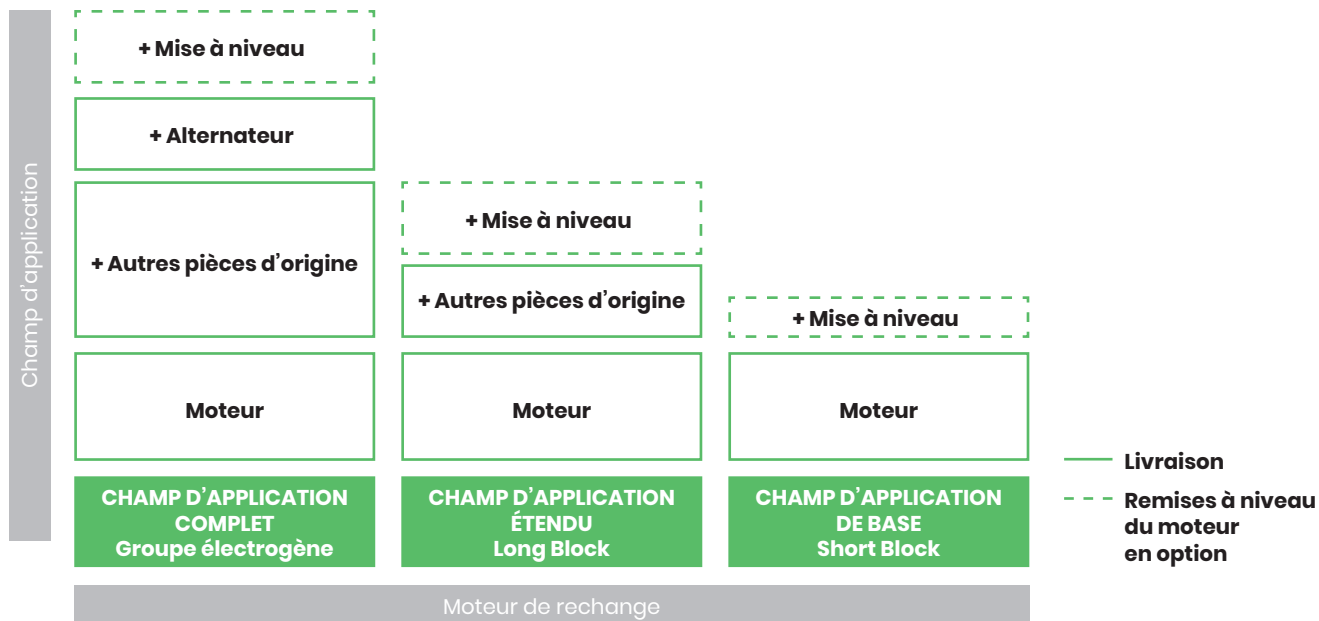 Champ d'application
+ Mise à niveau
+ Alternateur
+ Autres pièces d'origine
Moteur
CHAMP D'APPLICATION
COMPLET
Groupe électrogène
+ Mise à niveau
+ Autres pièces d'origine
Moteur
CHAMP D'APPLICATION
ÉTENDU
Long Block
+ Mise à niveau
Moteur
CHAMP D'APPLICATION
DE BASE
Short Block
Livraison
Remises à niveau
du moteur
en option
Moteur de rechange